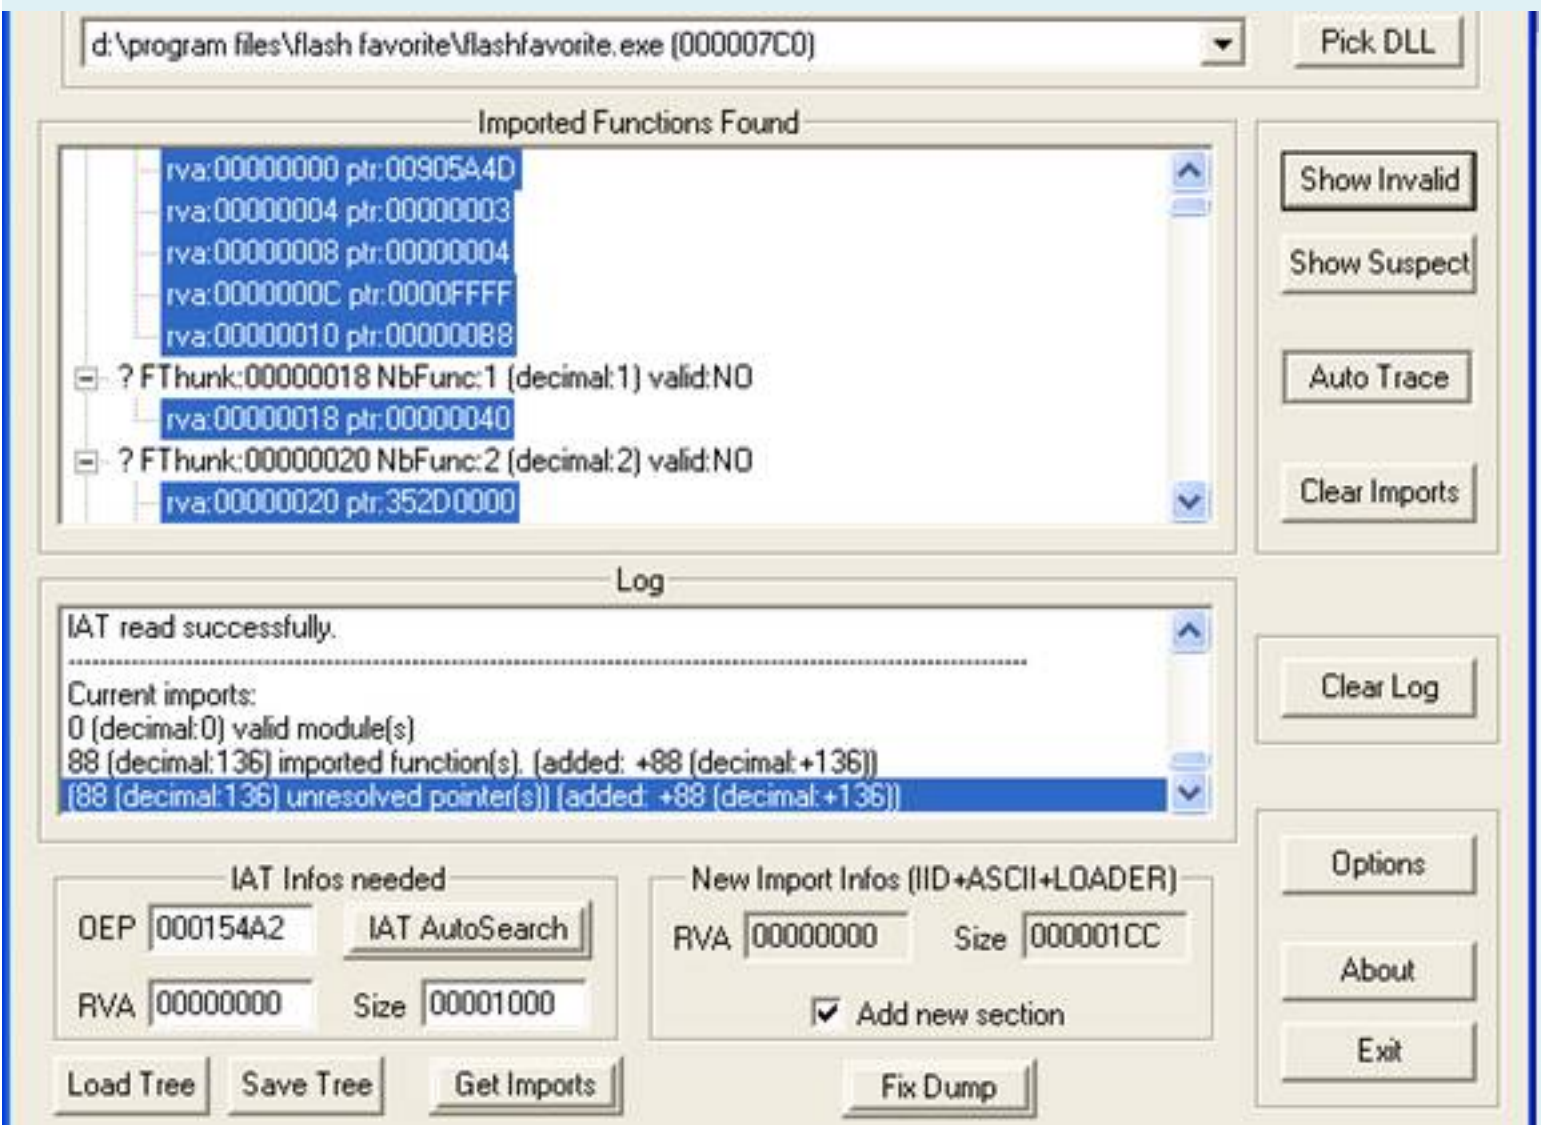 d:\program files\flash favorite\flashfavorite.exe (000007C0)
Pick DLL
Imported Functions Found
rva:00000000 ptr:00905A4D
rva:00000004 ptr:00000003
rva:00000008 ptr:00000004
rva:0000000C ptr:0000FFFF
rva:00000010 ptr:000000B8
? FThunk:00000018 NbFunc:1 (decimal:1) valid:NO
rva:00000018 ptr:00000040
? FThunk:00000020 NbFunc:2 (decimal:2) valid:NO
rva:00000020 ptr:352D0000
Show Invalid
Show Suspect
Auto Trace
Clear Imports
Log
IAT read successfully.
Current imports:
0 (decimal:0) valid module(s)
88 (decimal:136) imported function(s). (added: +88 (decimal:+136))
(88 (decimal:136) unresolved pointer(s)) (added: +88 (decimal:+136))
Clear Log
IAT Infos needed
OEP 000154A2 IAT AutoSearch
RVA 00000000 Size 00001000
New Import Infos (IID+ASCII+LOADER)
RVA 00000000 Size 000001CC
Add new section
Options
About
Exit
Load Tree Save Tree Get Imports Fix Dump